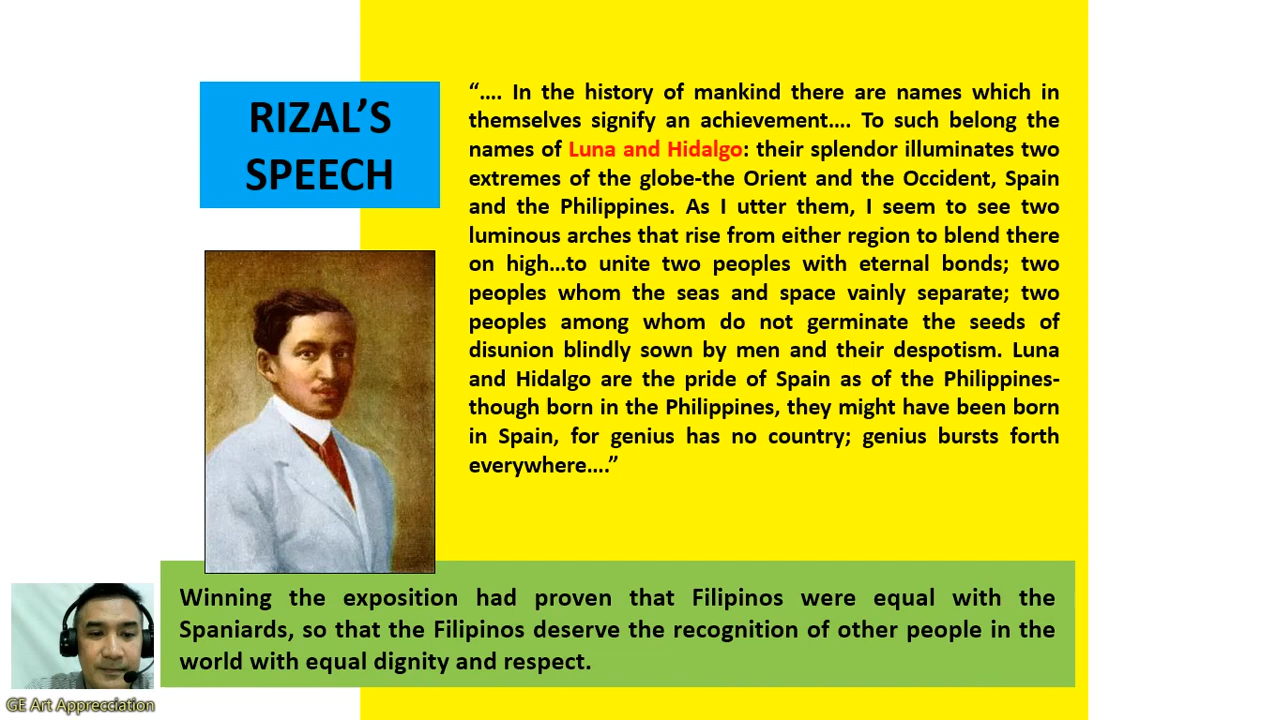 RIZAL’S
SPEECH
“…. In the history of mankind there are names which in
themselves signify an achievement…. To such belong the
names of Luna and Hidalgo: their splendor illuminates two
extremes of the globe-the Orient and the Occident, Spain
and the Philippines. As I utter them, I seem to see two
luminous arches that rise from either region to blend there
on high…to unite two peoples with eternal bonds; two
peoples whom the seas and space vainly separate; two
peoples among whom do not germinate the seeds of
disunion blindly sown by men and their despotism. Luna
and Hidalgo are the pride of Spain as of the Philippines-
though born in the Philippines, they might have been born
in Spain, for genius has no country; genius bursts forth
everywhere….”
Winning the exposition had proven that Filipinos were equal with the
Spaniards, so that the Filipinos deserve the recognition of other people in the
world with equal dignity and respect.
GE Art Apprecciation